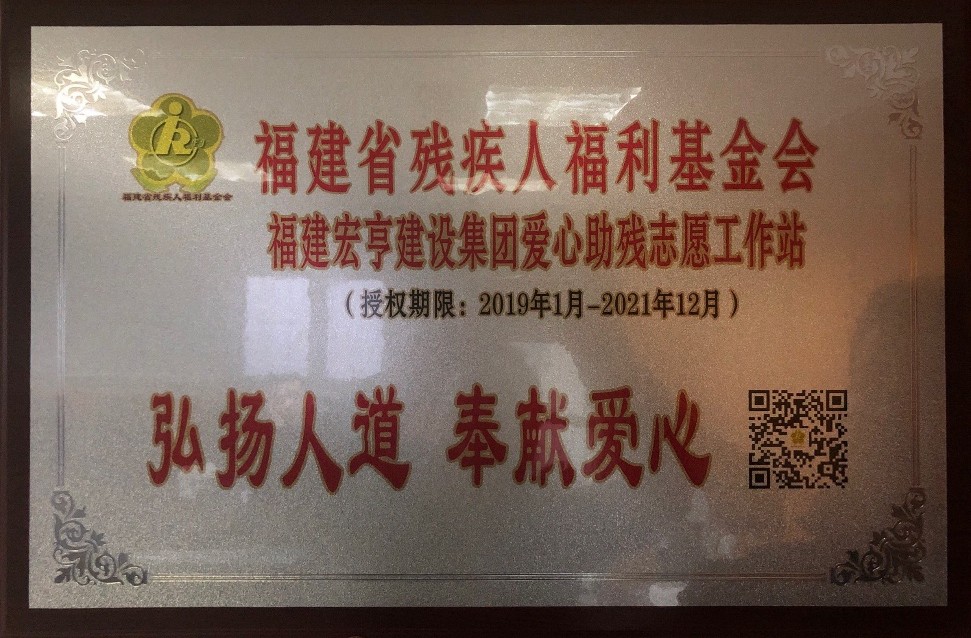 福建省残疾人福利基金会
福建省残疾人福利基金会
福建宏亨建设集团爱心助残志愿工作站
（授权期限：2019年1月-2021年12月）
弘扬人道 奉献爱心